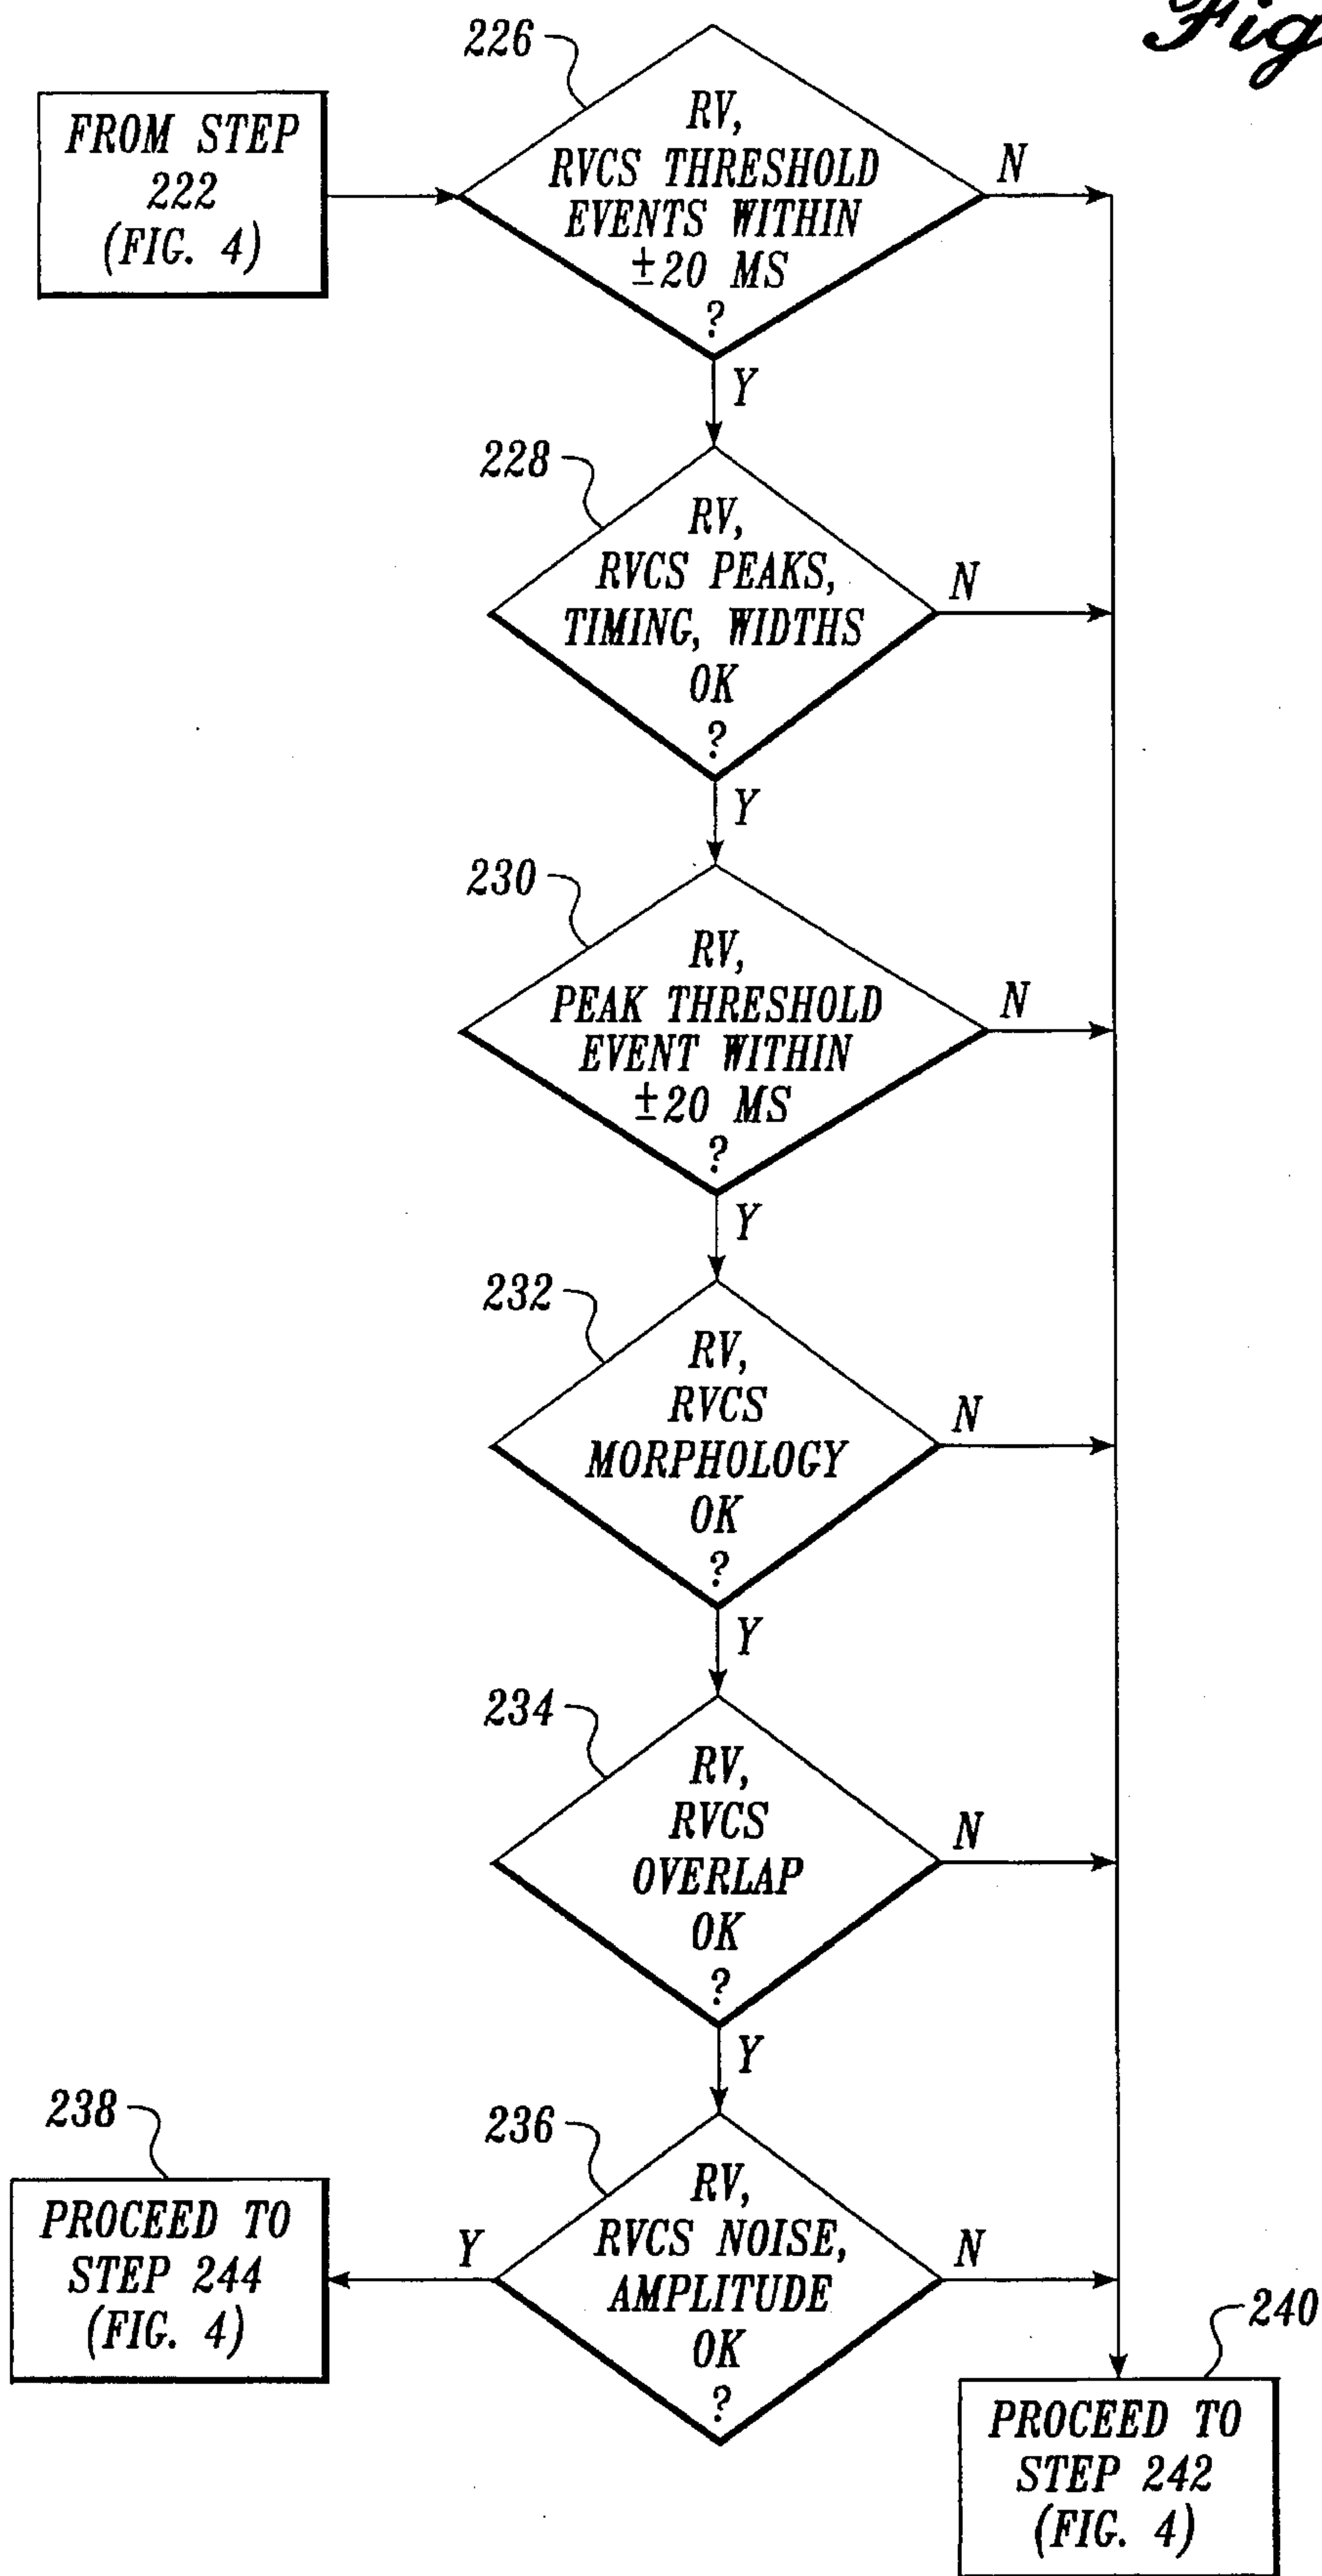 Fig
226
FROM STEP
222
(FIG. 4)
RV,
RVCS THRESHOLD
EVENTS WITHIN
±20 MS
?
N
Y
228
RV,
RVCS PEAKS,
TIMING, WIDTHS
OK
?
N
Y
230
RV,
PEAK THRESHOLD
EVENT WITHIN
±20 MS
?
N
Y
232
RV,
RVCS
MORPHOLOGY
OK
?
N
Y
234
RV,
RVCS
OVERLAP
OK
?
N
Y
236
RV,
RVCS NOISE,
AMPLITUDE
OK
?
Y
N
238
PROCEED TO
STEP 244
(FIG. 4)
240
PROCEED TO
STEP 242
(FIG. 4)